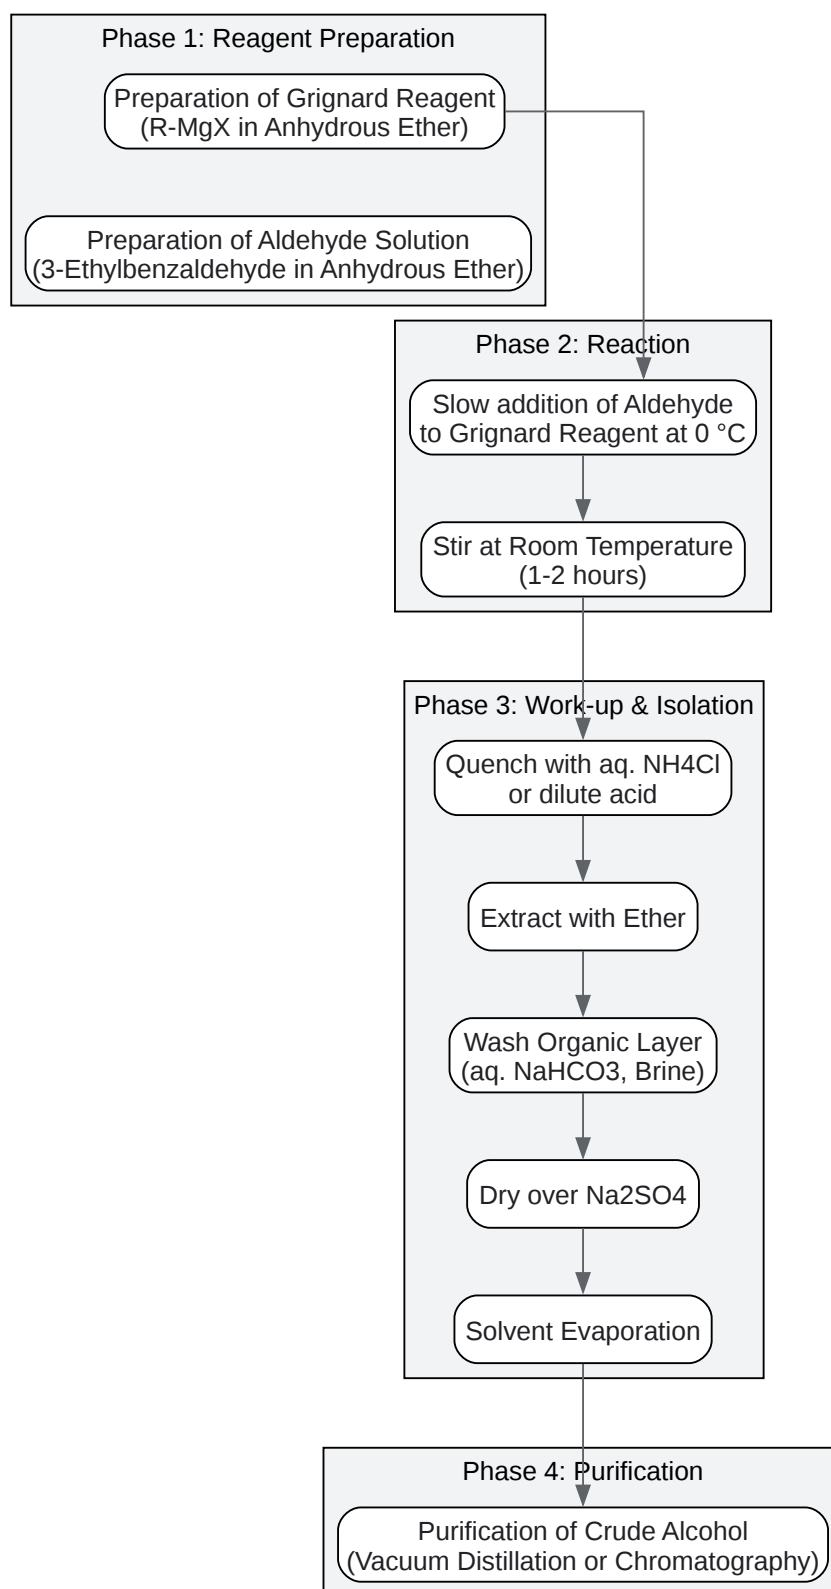 Phase 1: Reagent Preparation
Preparation of Grignard Reagent
(R-MgX in Anhydrous Ether)
Preparation of Aldehyde Solution
(3-Ethylbenzaldehyde in Anhydrous Ether)
Phase 2: Reaction
Slow addition of Aldehyde
to Grignard Reagent at 0 °C
Stir at Room Temperature
(1-2 hours)
Phase 3: Work-up & Isolation
Quench with aq. NH4Cl
or dilute acid
Extract with Ether
Wash Organic Layer
(aq. NaHCO3, Brine)
Dry over Na2SO4
Solvent Evaporation
Phase 4: Purification
Purification of Crude Alcohol
(Vacuum Distillation or Chromatography)